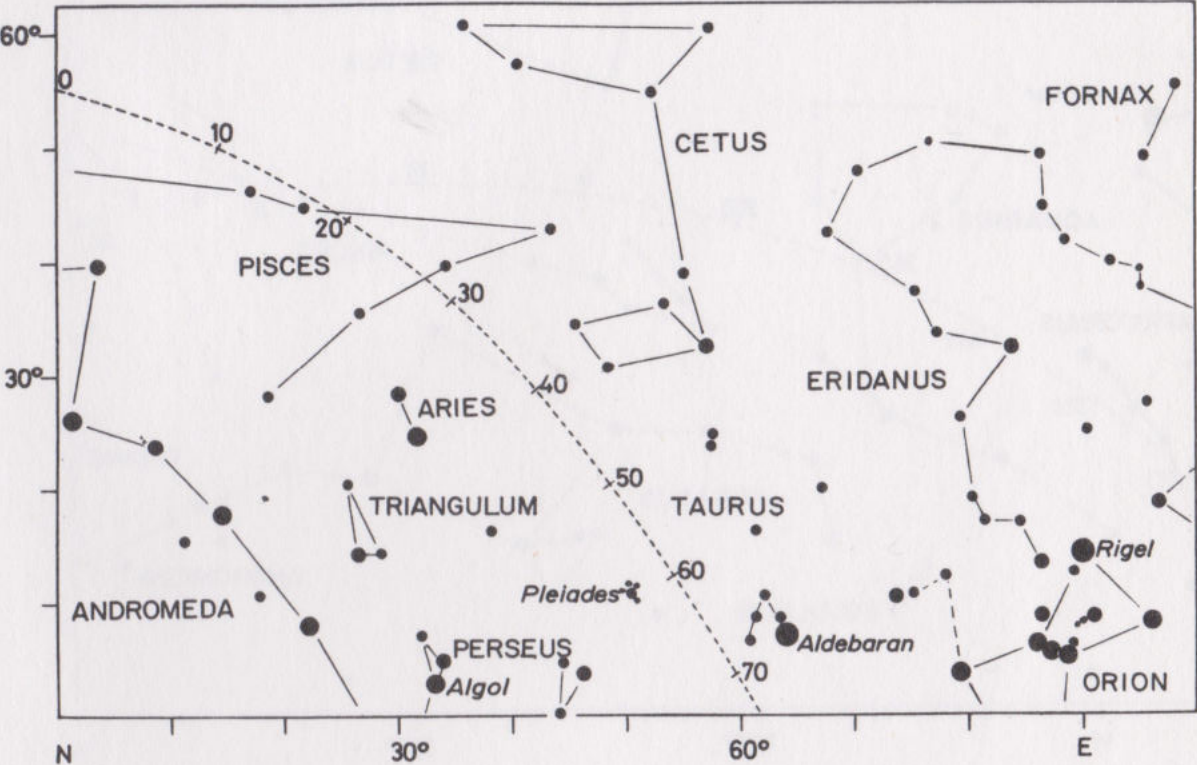 60°
0
10
FORNAX
CETUS
20
PISCES
30
30°
40
ERIDANUS
ARIES
50
TRIANGULUM
TAURUS
Rigel
60
Pleiades
ANDROMEDA
Aldebaran
PERSEUS
70
Algol
ORION
N
30°
60°
E